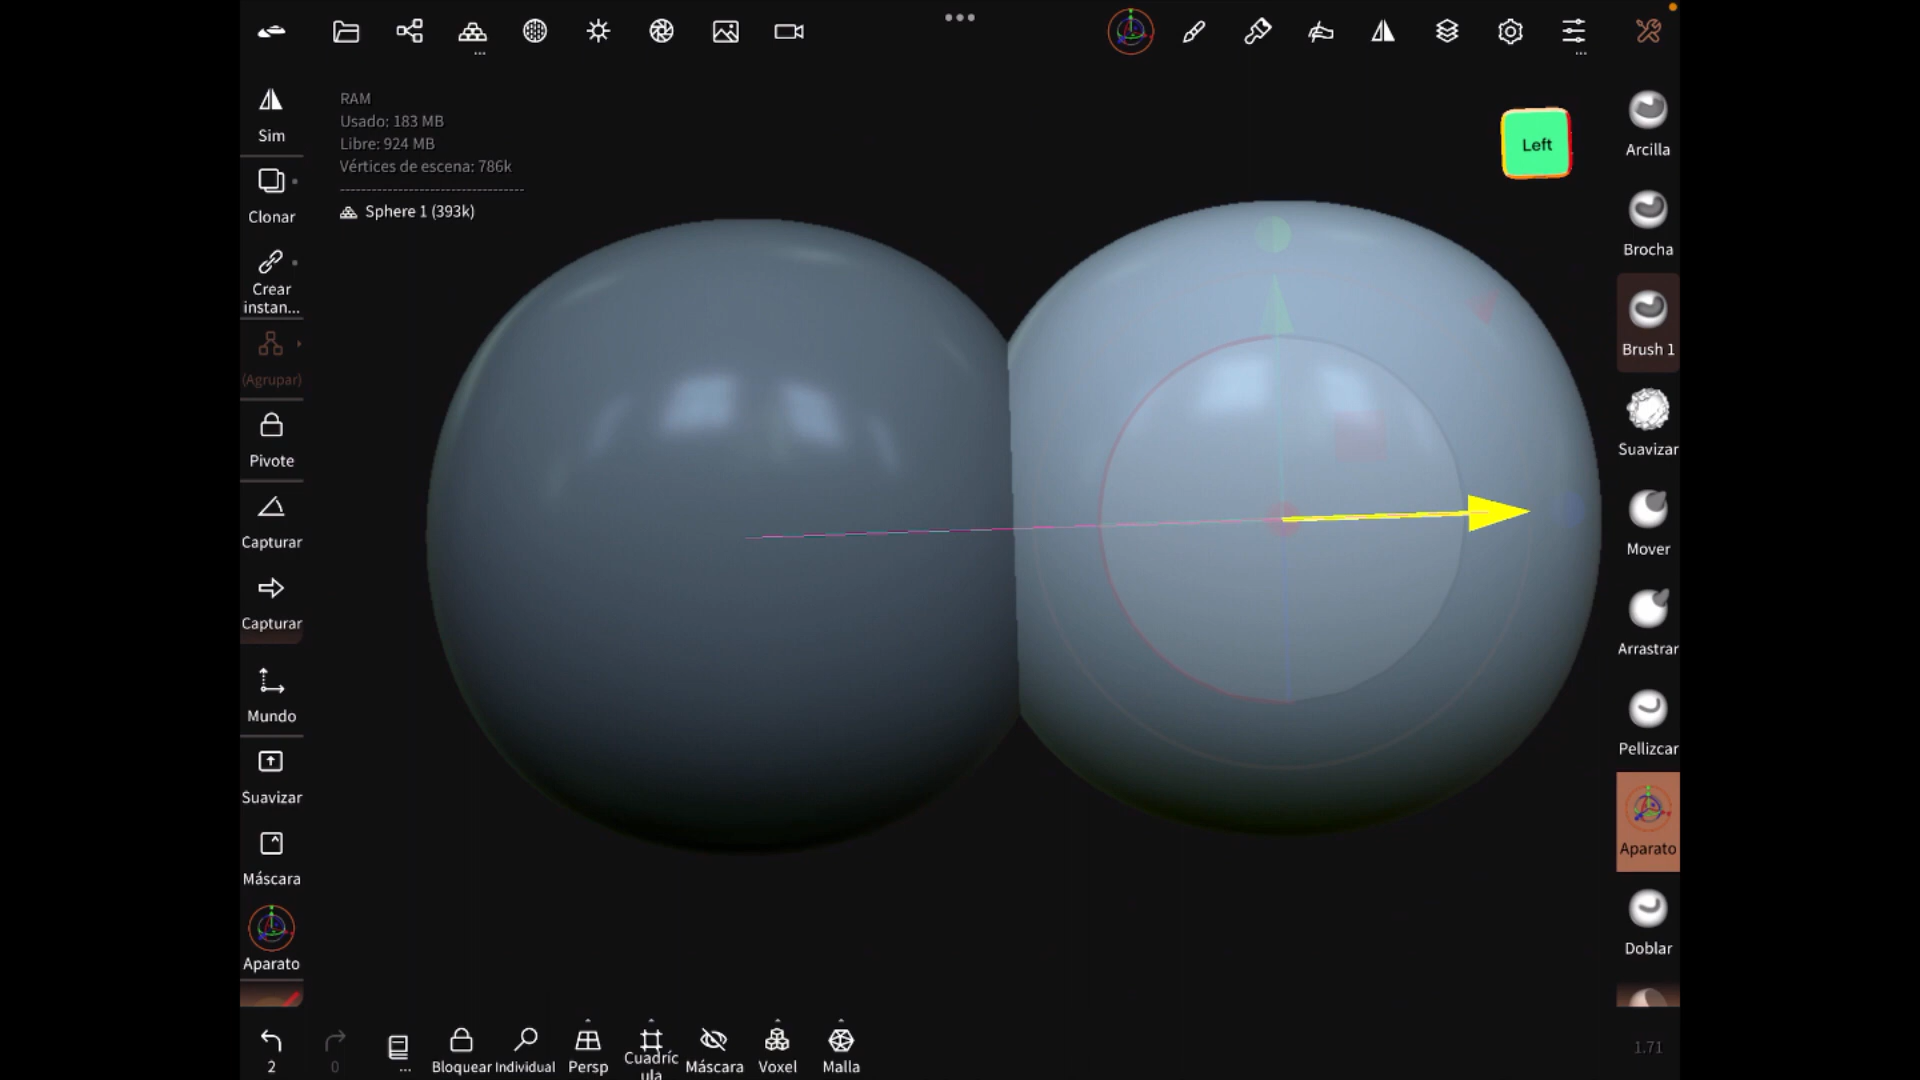 RAM
Usado: 183 MB
Libre: 924 MB
Vértices de escena: 786k
Sphere 1 (393k)
Left
Sim
Clonar
Crear
instan...
(Agrupar)
Pivote
Capturar
Capturar
Mundo
Suavizar
Máscara
Aparato
Arcilla
Brocha
Brush 1
Suavizar
Mover
Arrastrar
Pellizcar
Aparato
Doblar
2
0
...
Bloquear
Individual
Persp
Cuadríc
ula
Máscara
Voxel
Malla
1.71